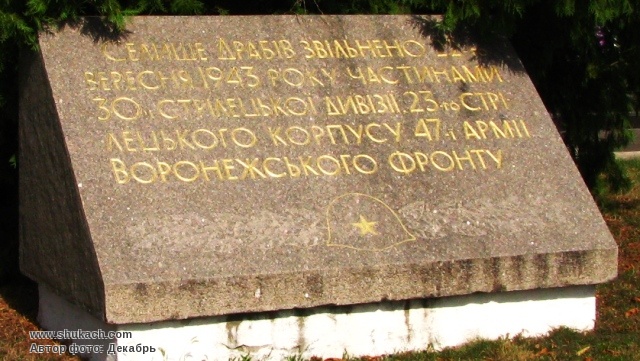 Селище Драбів звільнено
вересня 1943 року частинами
30-ї стрілецької дивізії 23-го стрі-
лецького корпусу 47-ї армії
Воронежського фронту
www.shukach.com
Автор фото: Декабрь